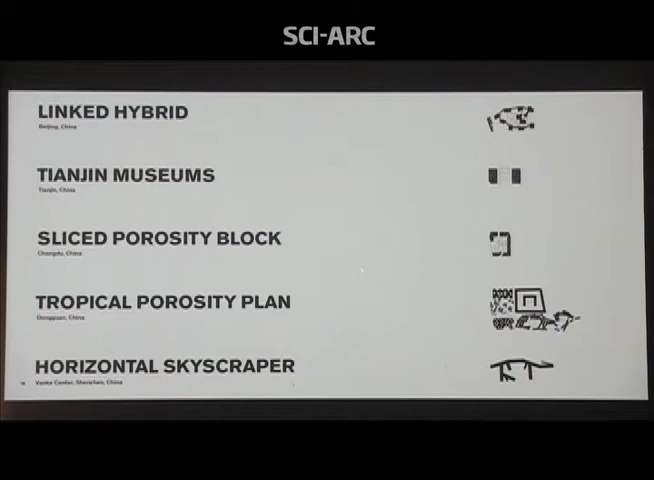 SCI-ARC
LINKED HYBRID
Beijing, China
TIANJIN MUSEUMS
Tianjin, China
SLICED POROSITY BLOCK
Chengdu, China
TROPICAL POROSITY PLAN
Dongguan, China
HORIZONTAL SKYSCRAPER
Vanke Center, Shenzhen, China